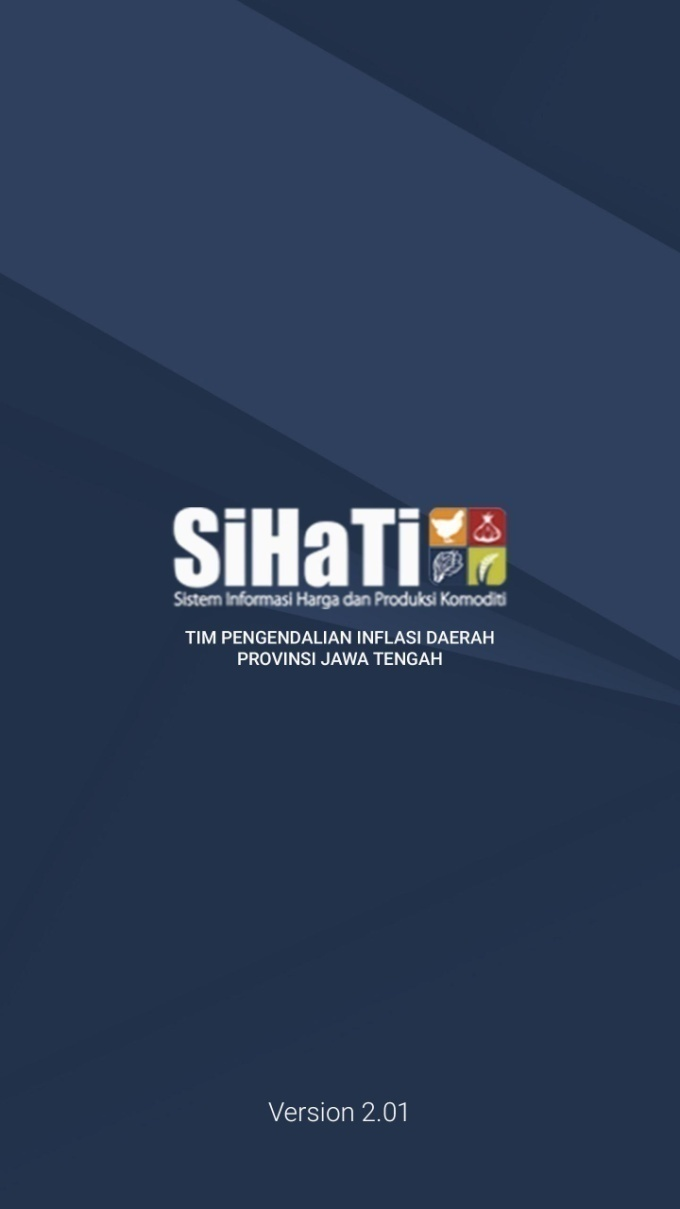 SiHaTi
Sistem Informasi Harga dan Produksi Komoditi
TIM PENGENDALIAN INFLASI DAERAH
PROVINSI JAWA TENGAH
Version 2.01